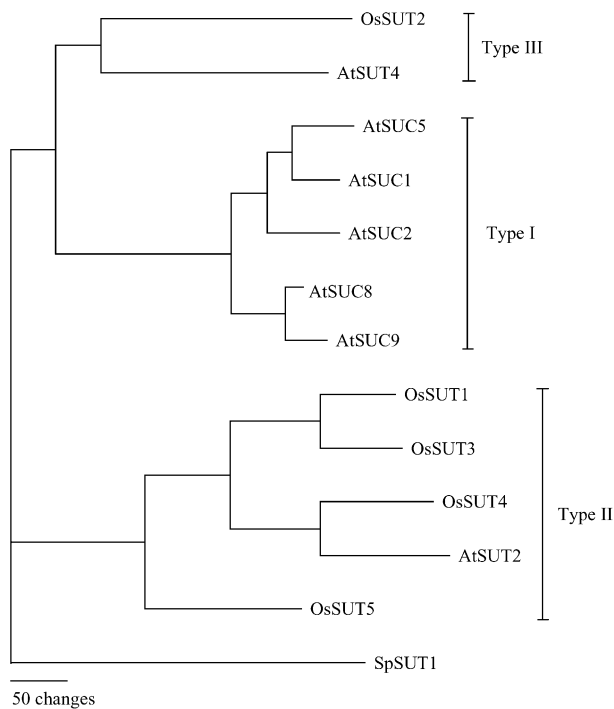 OsSUT2
Type III
AtSUT4
AtSUC5
AtSUC1
AtSUC2
Type I
AtSUC8
AtSUC9
OsSUT1
OsSUT3
OsSUT4
Type II
AtSUT2
OsSUT5
SpSUT1
50 changes